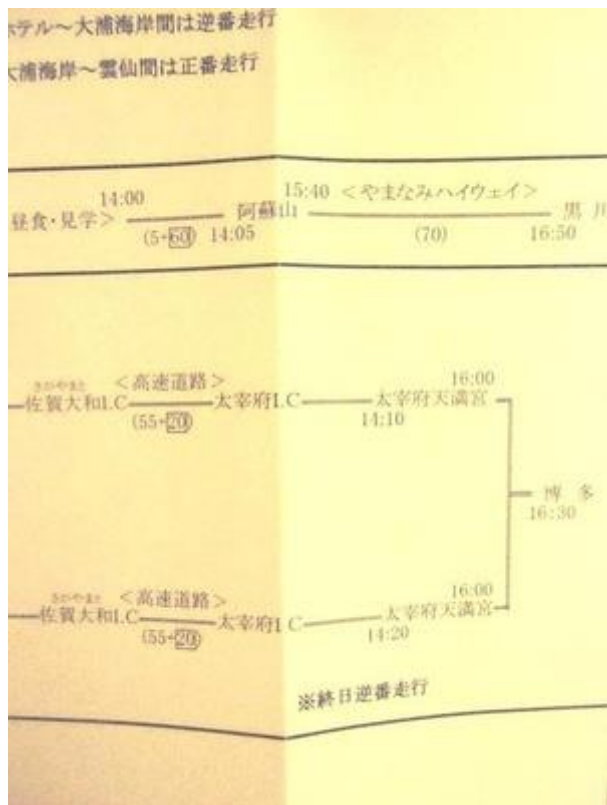 ホテル〜大浦海岸間は逆番走行
大浦海岸〜雲仙間は正番走行
14:00 15:40 <やまなみハイウェイ>
昼食・見学> 阿蘇山 黒川
(5+60) 14:05 (70) 16:50
16:00
さがやまと <高速道路>
佐賀大和I.C 太宰府I.C 太宰府天満宮
(55+20) 14:10
博多
16:30
16:00
さがやまと <高速道路>
佐賀大和I.C 太宰府I.C 太宰府天満宮
(55+20) 14:20
※終日逆番走行